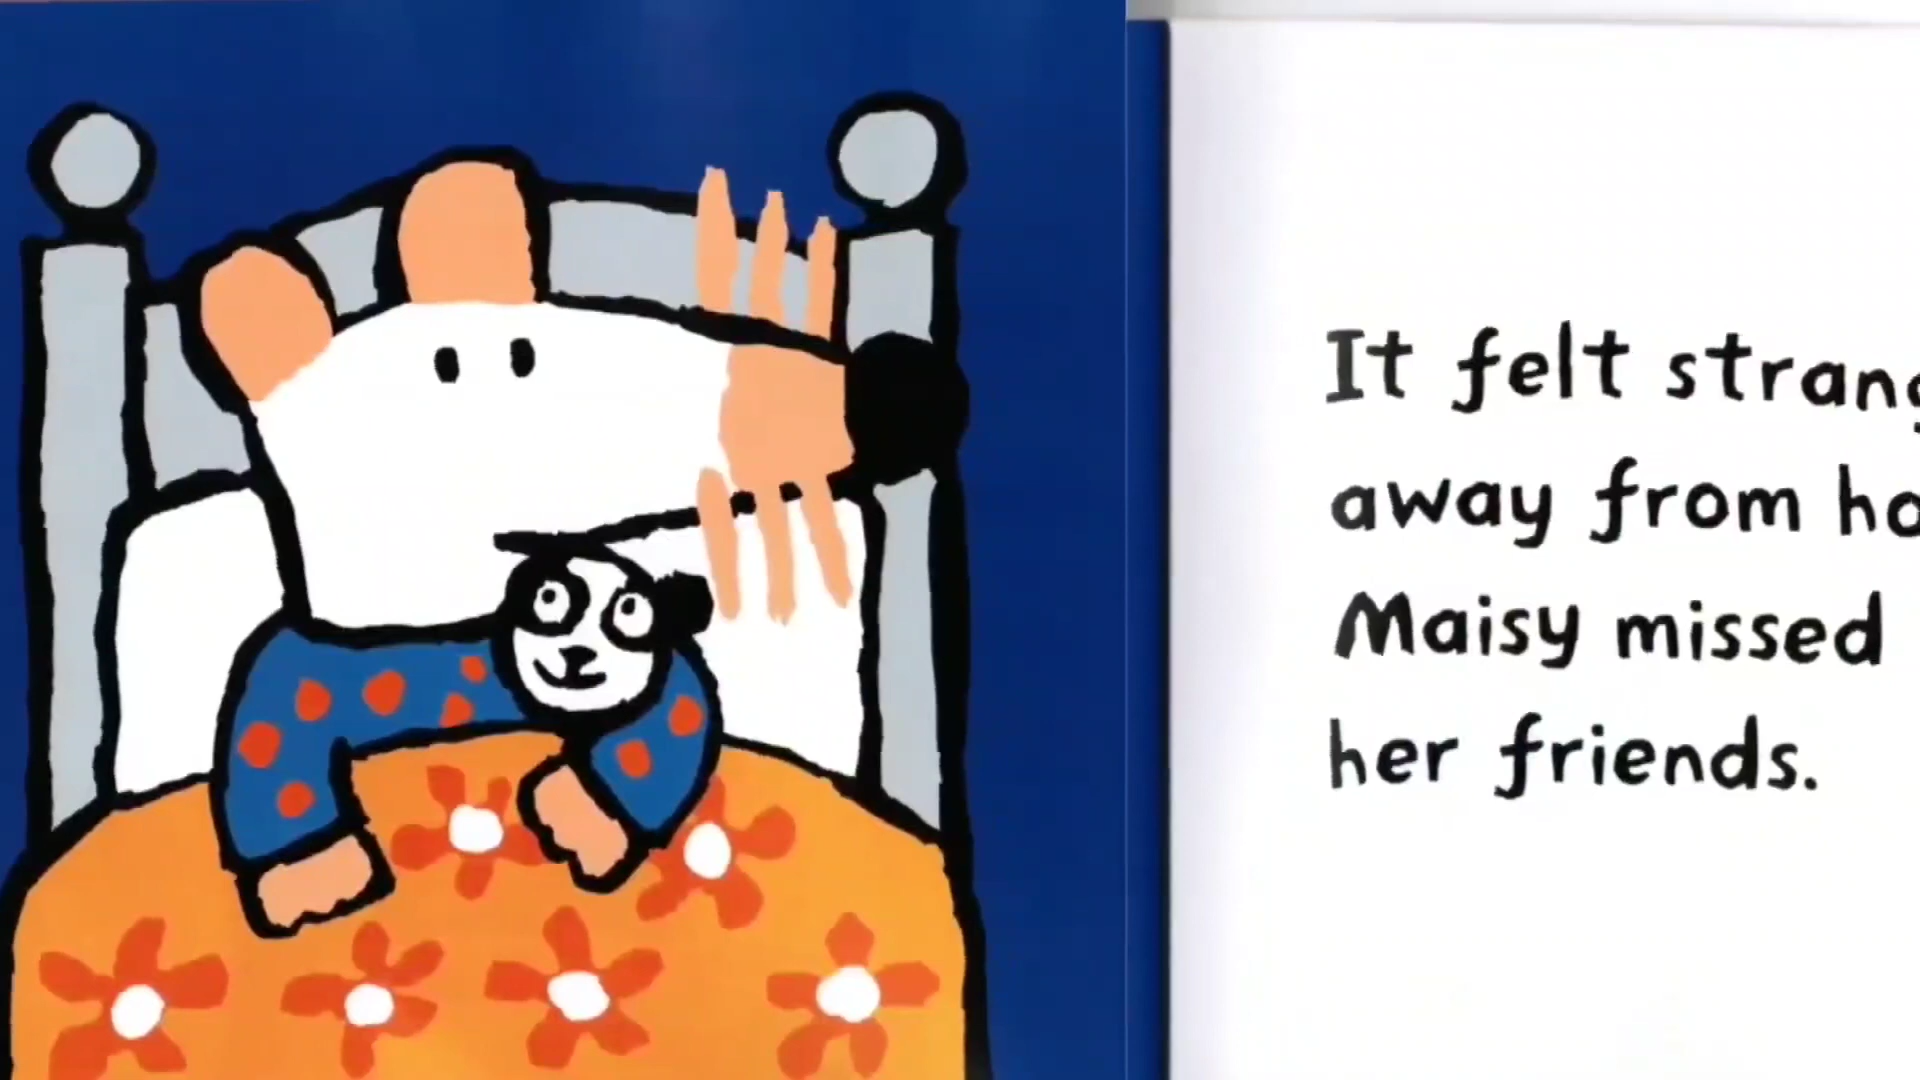 It felt
away from
Maisy missed
her friends.